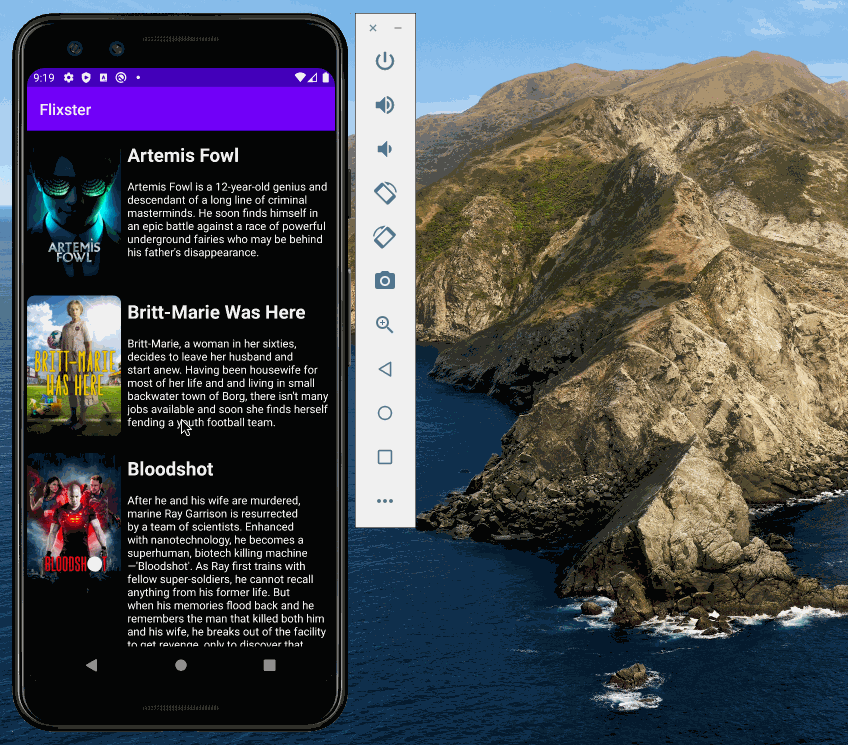 9:19
Flixster
ARTEMIS
FOWL
Artemis Fowl
Artemis Fowl is a 12-year-old genius and
descendant of a long line of criminal
masterminds. He soon finds himself in
an epic battle against a race of powerful
underground fairies who may be behind
his father's disappearance.
BRITT-MARIE
WAS HERE
Britt-Marie Was Here
Britt-Marie, a woman in her sixties,
decides to leave her husband and
start anew. Having been housewife for
most of her life and and living in small
backwater town of Borg, there isn't many
jobs available and soon she finds herself
fending a youth football team.
BLOODSHOT
Bloodshot
After he and his wife are murdered,
marine Ray Garrison is resurrected
by a team of scientists. Enhanced
with nanotechnology, he becomes a
superhuman, biotech killing machine
—'Bloodshot'. As Ray first trains with
fellow super-soldiers, he cannot recall
anything from his former life. But
when his memories flood back and he
remembers the man that killed both him
and his wife, he breaks out of the facility
to get revenge, only to discover that